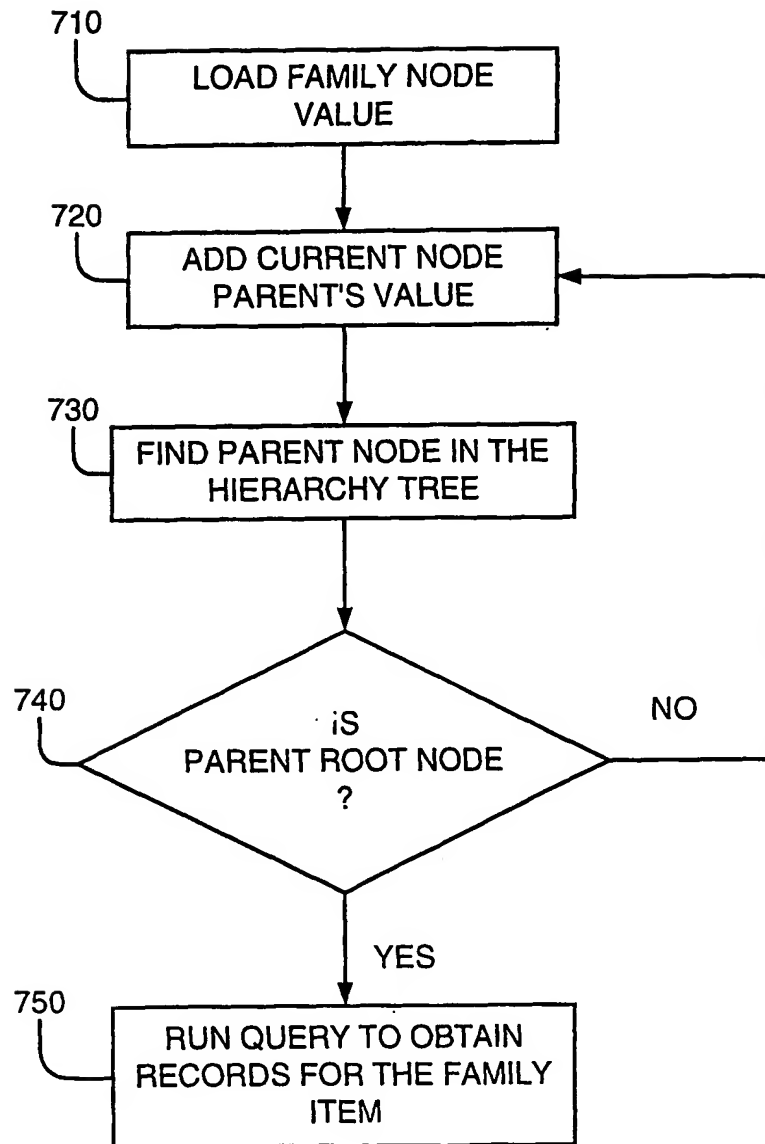 710
LOAD FAMILY NODE
VALUE
720
ADD CURRENT NODE
PARENT'S VALUE
730
FIND PARENT NODE IN THE
HIERARCHY TREE
740
iS
PARENT ROOT NODE
?
NO
YES
750
RUN QUERY TO OBTAIN
RECORDS FOR THE FAMILY
ITEM